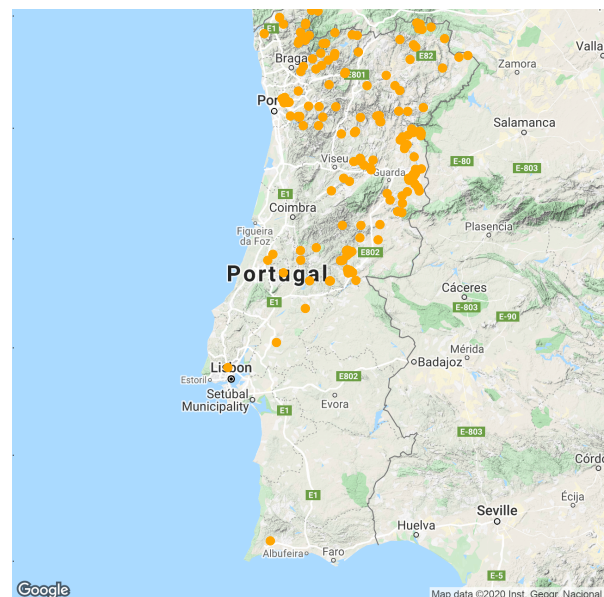 E1
Braga
E82
Valla
E801
Zamora
Por
Salamanca
Viseu
E-80
E-803
Guarda
E1
Coimbra
Figueira
da Foz
Plasencia
E802
Portugal
E1
Cáceres
E-803
E-90
Lisbon
Mérida
Badajoz
Estoril
E802
Setúbal
Municipality
E1
Evora
E-803
Córdo
E1
Écija
Seville
Huelva
Albufeira
Faro
E-5
Google
Map data ©2020 Inst. Geogr. Nacional